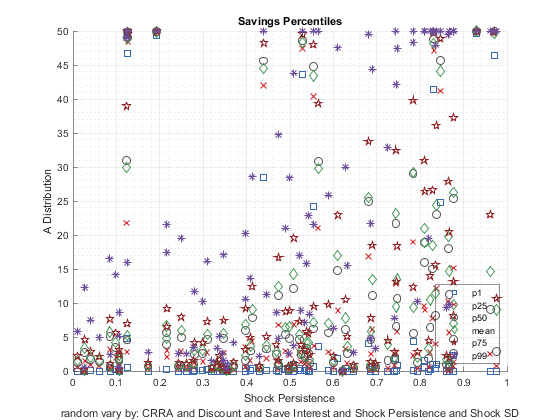 Savings Percentiles
50
45
40
35
30
25
20
15
10
5
0
A Distribution
p1
p25
p50
mean
p75
p99
0 0.1 0.2 0.3 0.4 0.5 0.6 0.7 0.8 0.9 1
Shock Persistence
random vary by: CRRA and Discount and Save Interest and Shock Persistence and Shock SD